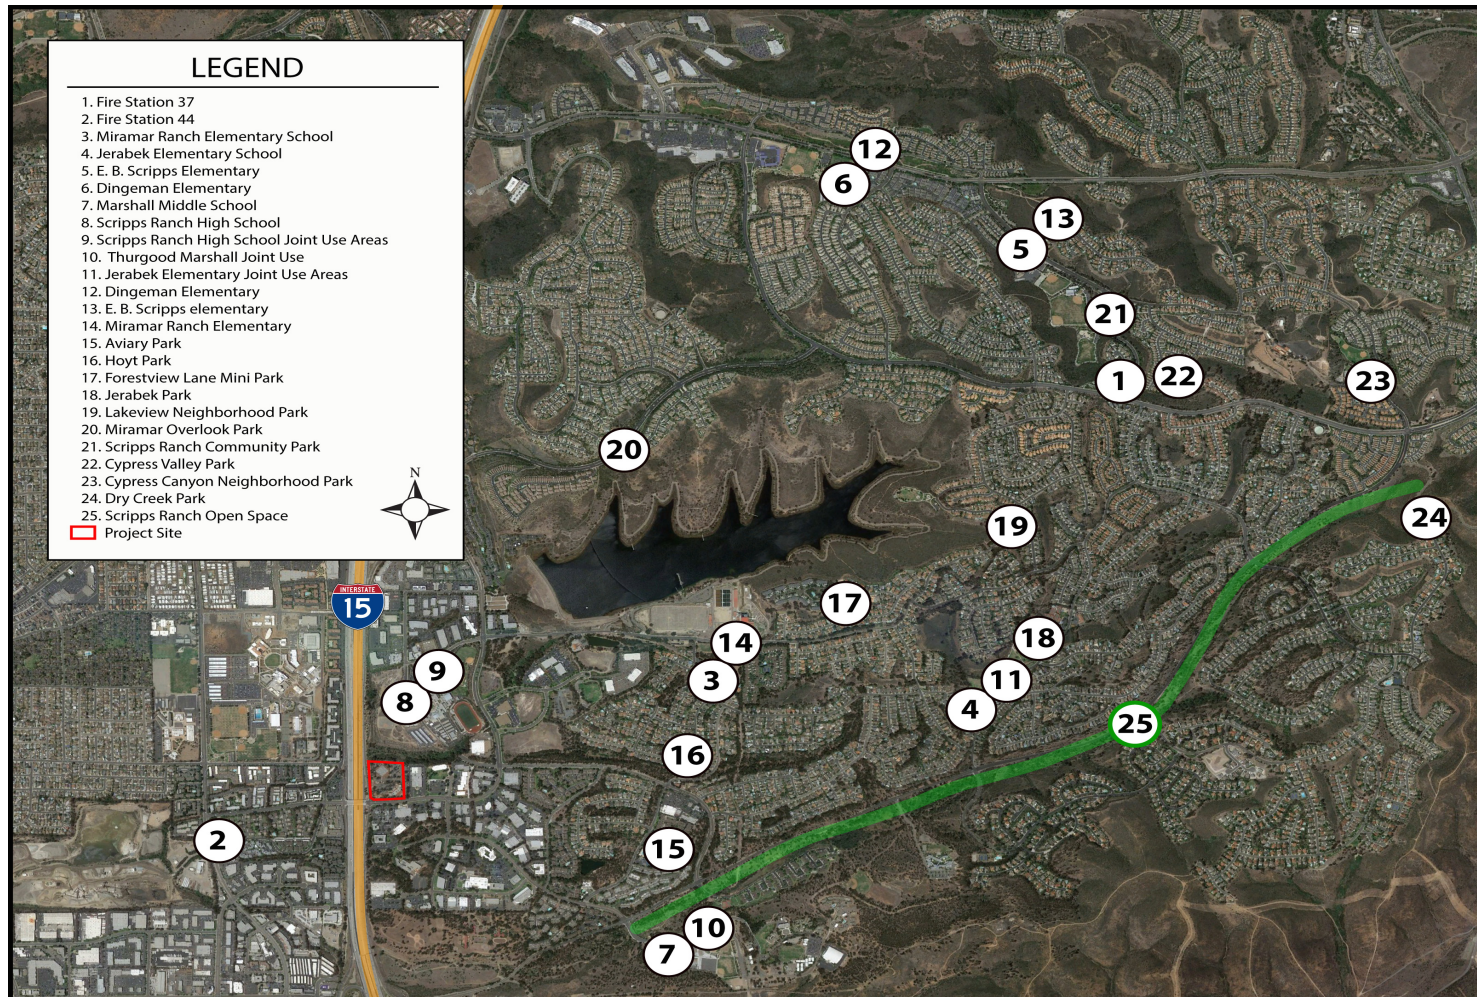 LEGEND
1. Fire Station 37
2. Fire Station 44
3. Miramar Ranch Elementary School
4. Jerabek Elementary School
5. E. B. Scripps Elementary
6. Dingeman Elementary
7. Marshall Middle School
8. Scripps Ranch High School
9. Scripps Ranch High School Joint Use Areas
10. Thurgood Marshall Joint Use
11. Jerabek Elementary Joint Use Areas
12. Dingeman Elementary
13. E. B. Scripps elementary
14. Miramar Ranch Elementary
15. Aviary Park
16. Hoyt Park
17. Forestview Lane Mini Park
18. Jerabek Park
19. Lakeview Neighborhood Park
20. Miramar Overlook Park
21. Scripps Ranch Community Park
22. Cypress Valley Park
23. Cypress Canyon Neighborhood Park
24. Dry Creek Park
25. Scripps Ranch Open Space
Project Site
N
12
6
13
5
21
1
22
23
20
24
19
INTERSTATE
15
17
14
18
9
3
11
8
4
25
16
2
15
10
7